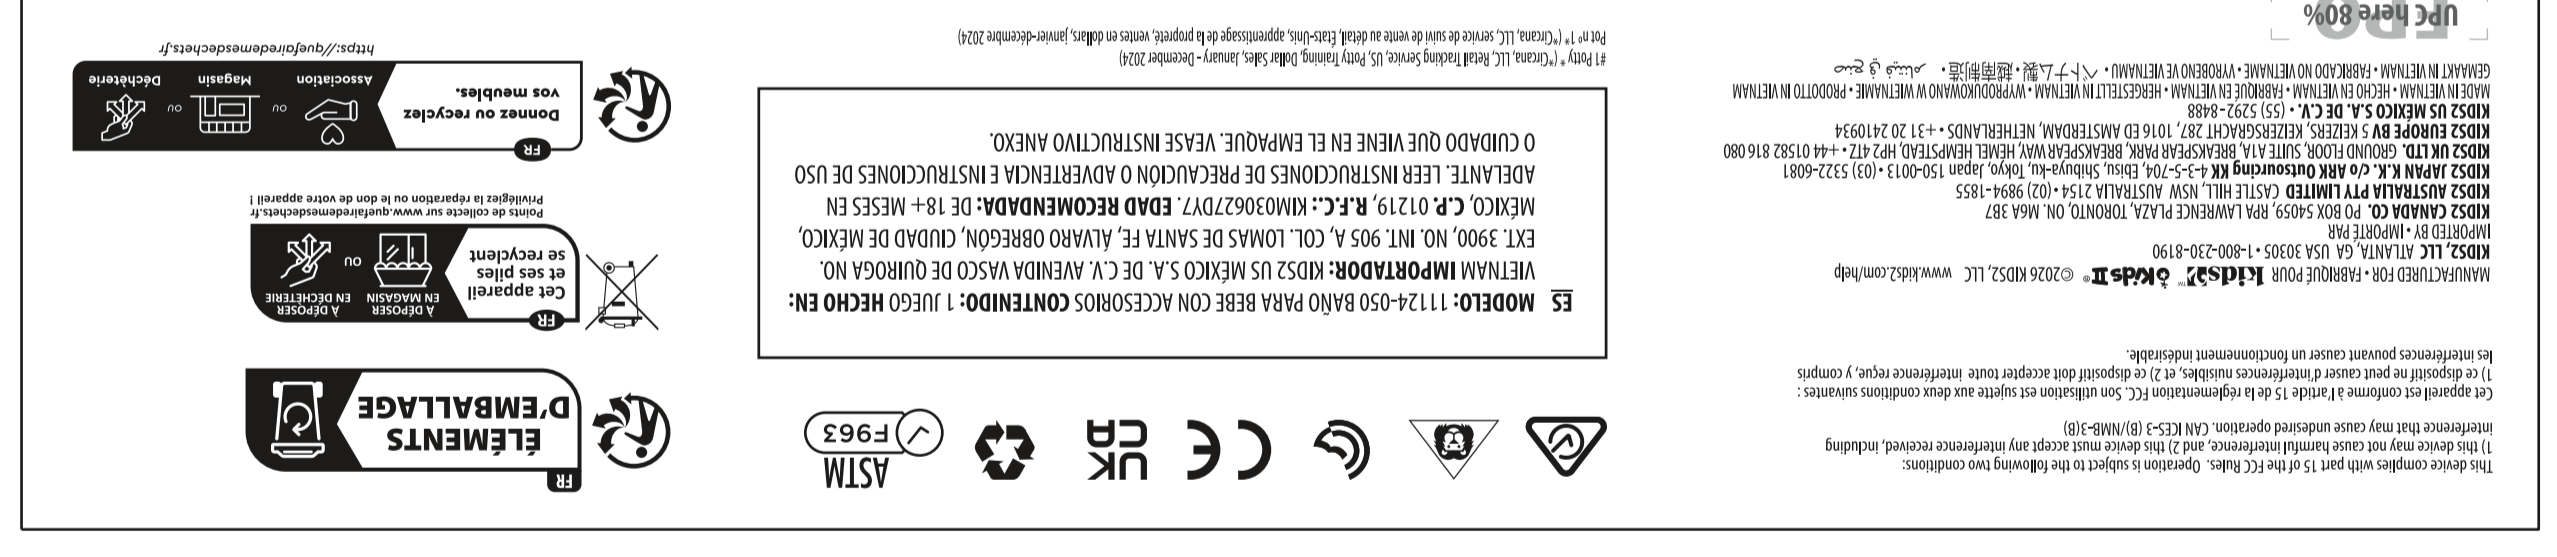 This device complies with part 15 of the FCC Rules. Operation is subject to the following two conditions:
1) this device may not cause harmful interference, and 2) this device must accept any interference received, including
interference that may cause undesired operation. CAN ICES-3 (B)/NMB-3(B)
Cet appareil est conforme à l'article 15 de la réglementation FCC. Son utilisation est sujette aux deux conditions suivantes :
1) ce dispositif ne peut causer d'interférences nuisibles, et 2) ce dispositif doit accepter toute interférence reçue, y compris
les interférences pouvant causer un fonctionnement indésirable.
MANUFACTURED FOR • FABRIQUÉ POUR kids2™ kidsII® ©2026 KIDS2, LLC www.kids2.com/help
KIDS2, LLC ATLANTA, GA USA 30305 • 1-800-230-8190
IMPORTED BY • IMPORTÉ PAR
KIDS2 CANADA CO. PO BOX 54059, RPA LAWRENCE PLAZA, TORONTO, ON. M6A 3B7
KIDS2 AUSTRALIA PTY LIMITED CASTLE HILL, NSW AUSTRALIA 2154 • (02) 9894-1855
KIDS2 JAPAN K.K. c/o ARK Outsourcing KK 4-3-5-704, Ebisu, Shibuya-ku, Tokyo, Japan 150-0013 • (03) 5322-6081
KIDS2 UK LTD. GROUND FLOOR, SUITE A1A, BREAKSPEAR PARK, BREAKSPEAR WAY, HEMEL HEMPSTEAD, HP2 4TZ • +44 01582 816 080
KIDS2 EUROPE BV 5 KEIZERS, KEIZERSGRACHT 287, 1016 ED AMSTERDAM, NETHERLANDS • +31 20 2410934
KIDS2 US MÉXICO S.A. DE C.V. • (55) 5292-8488
MADE IN VIETNAM • HECHO EN VIETNAM • FABRIQUÉ EN VIETNAM • HERGESTELLT IN VIETNAM • WYPRODUKOWANO W WIETNAMIE • PRODOTTO IN VIETNAM
GEMAAKT IN VIETNAM • FABRICADO NO VIETNAME • VYROBENO VE VIETNAMU • ベトナム製 • 越南制造 • صنع في فيتنام
UPC here 80%
FPO
ASTM
F963
CE
UK
CA
ES MODELO: 11124-050 BAÑO PARA BEBE CON ACCESORIOS CONTENIDO: 1 JUEGO HECHO EN:
VIETNAM IMPORTADOR: KIDS2 US MÉXICO S.A. DE C.V. AVENIDA VASCO DE QUIROGA NO.
EXT. 3900, NO. INT. 905 A, COL. LOMAS DE SANTA FE, ÁLVARO OBREGÓN, CIUDAD DE MÉXICO,
MÉXICO, C.P. 01219, R.F.C.: KIM030627DY7. EDAD RECOMENDADA: DE 18+ MESES EN
ADELANTE. LEER INSTRUCCIONES DE PRECAUCIÓN O ADVERTENCIA E INSTRUCCIONES DE USO
O CUIDADO QUE VIENE EN EL EMPAQUE. VEASE INSTRUCTIVO ANEXO.
#1 Potty * (*Circana, LLC, Retail Tracking Service, US, Potty Training, Dollar Sales, January - December 2024)
Pot nº 1* (*Circana, LLC, service de suivi de vente au détail, États-Unis, apprentissage de la propreté, ventes en dollars, janvier-décembre 2024)
FR
ÉLÉMENTS
D'EMBALLAGE
FR
Cet appareil
et ses piles
se recyclent
À DÉPOSER
EN MAGASIN
OU
À DÉPOSER
EN DÉCHÈTERIE
Points de collecte sur www.quefairedemesdechets.fr
Privilégiez la réparation ou le don de votre appareil !
FR
Donnez ou recyclez
vos meubles.
Association
ou
Magasin
ou
Déchèterie
https://quefairedemesdechets.fr